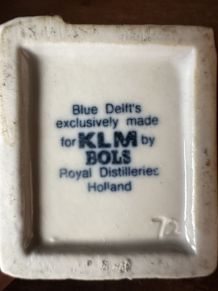 Blue Delft's
exclusively made
for KLM by
BOLS
Royal Distilleries
Holland
72